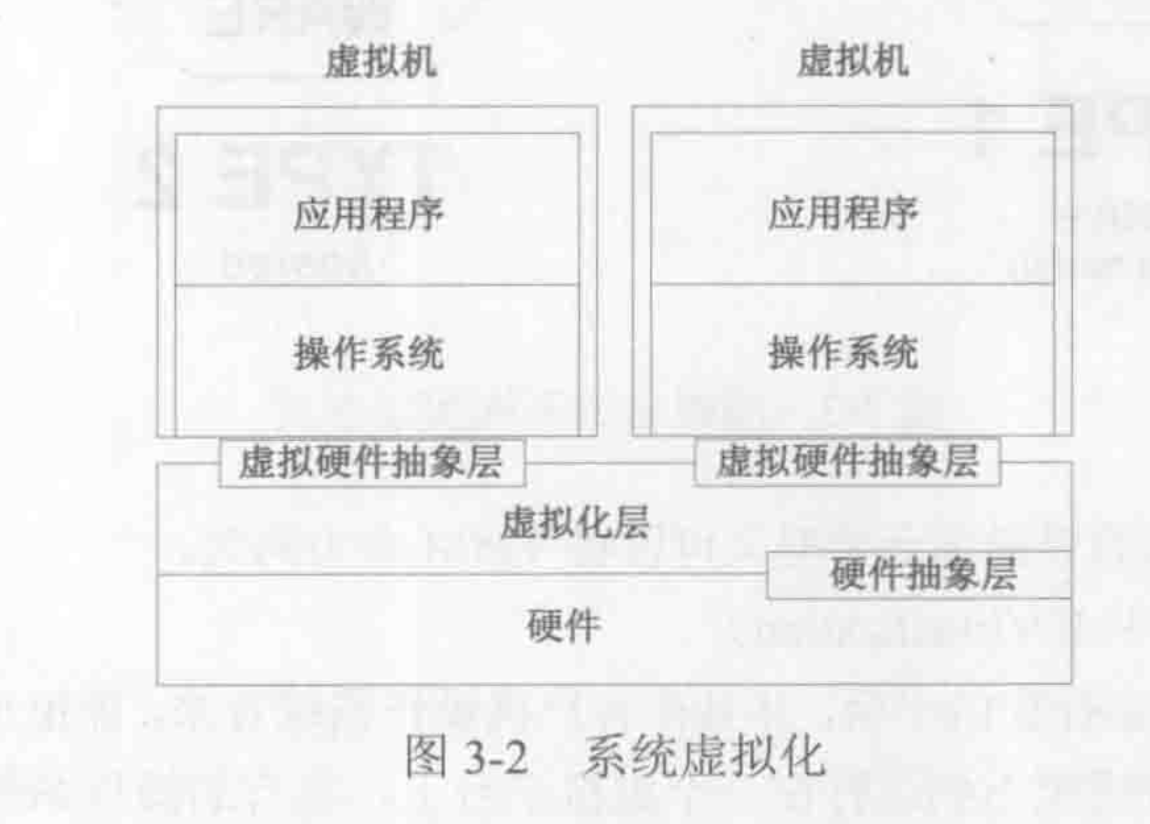 虚拟机 虚拟机
应用程序 应用程序
操作系统 操作系统
虚拟硬件抽象层 虚拟硬件抽象层
虚拟化层
硬件抽象层
硬件
图 3-2 系统虚拟化